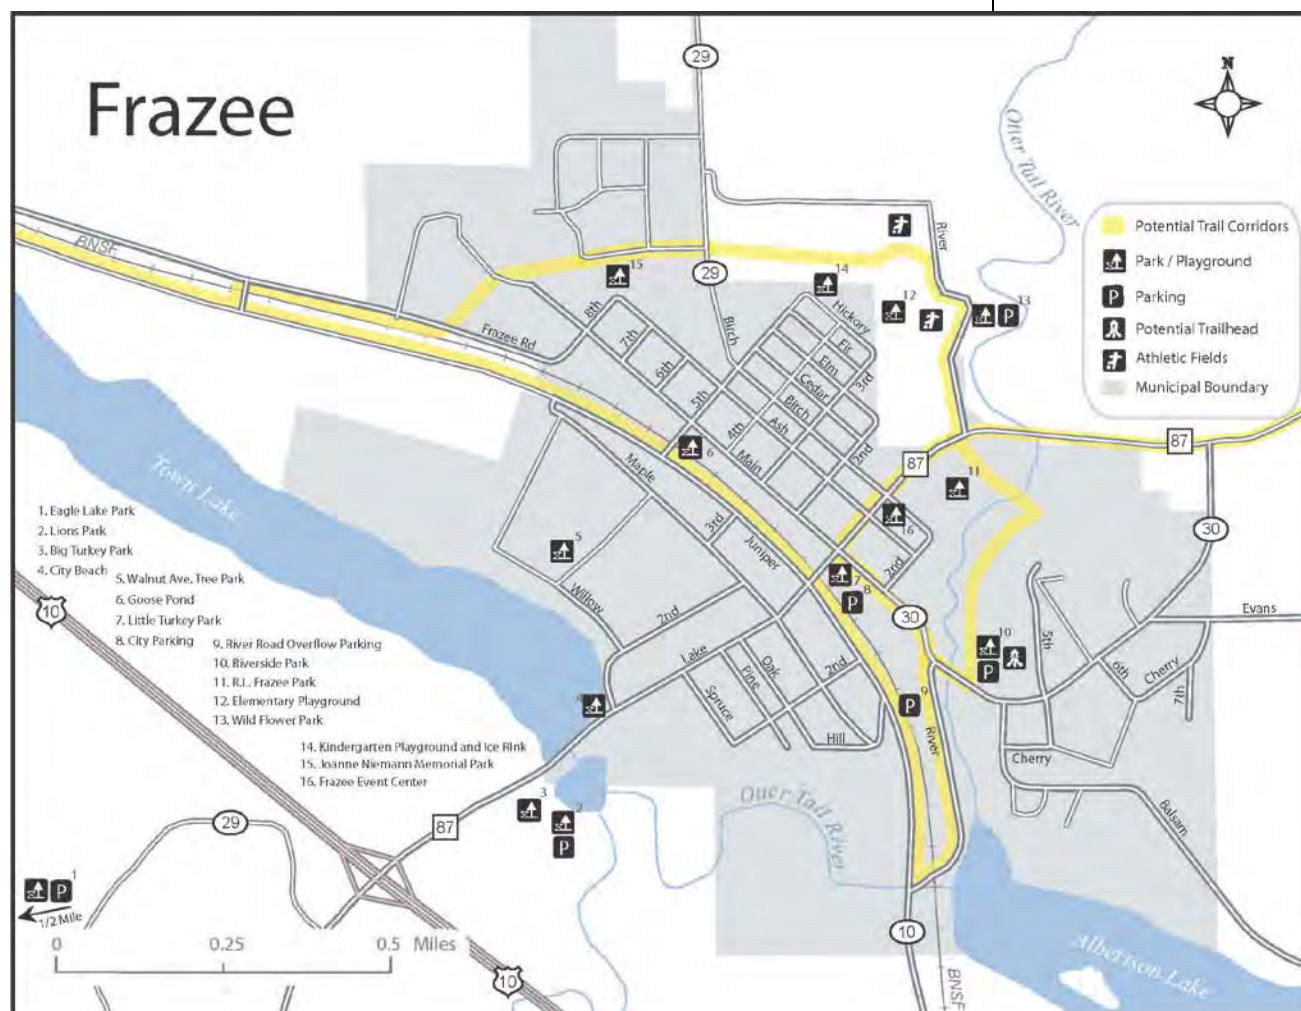 Frazee
29
N
Otter Tail River
Potential Trail Corridors
Park / Playground
P Parking
Potential Trailhead
Athletic Fields
Municipal Boundary
BNSF
River
15
29
14
12
13
P
Hickory
Fir
Elm
3rd
Cedar
Birch
Birch
8th
7th
6th
5th
4th
Frazee Rd
Ash
Main
2nd
87
87
6
11
16
30
Town Lake
Maple
3rd
Juniper
5
Willow
2nd
2nd
7
8
P
30
Evans
10
P
5th
6th
Cherry
7th
Lake
Oak
Pine
Spruce
2nd
Hill
9
P
River
Cherry
Balsam
1. Eagle Lake Park
2. Lions Park
3. Big Turkey Park
4. City Beach
5. Walnut Ave. Tree Park
6. Goose Pond
7. Little Turkey Park
8. City Parking
9. River Road Overflow Parking
10. Riverside Park
11. R.L. Frazee Park
12. Elementary Playground
13. Wild Flower Park
14. Kindergarten Playground and Ice Rink
15. Joanne Niemann Memorial Park
16. Frazee Event Center
10
4
3
2
P
29
87
Otter Tail River
P
1
1/2 Mile
0 0.25 0.5 Miles
10
10
BNSF
Albertson Lake